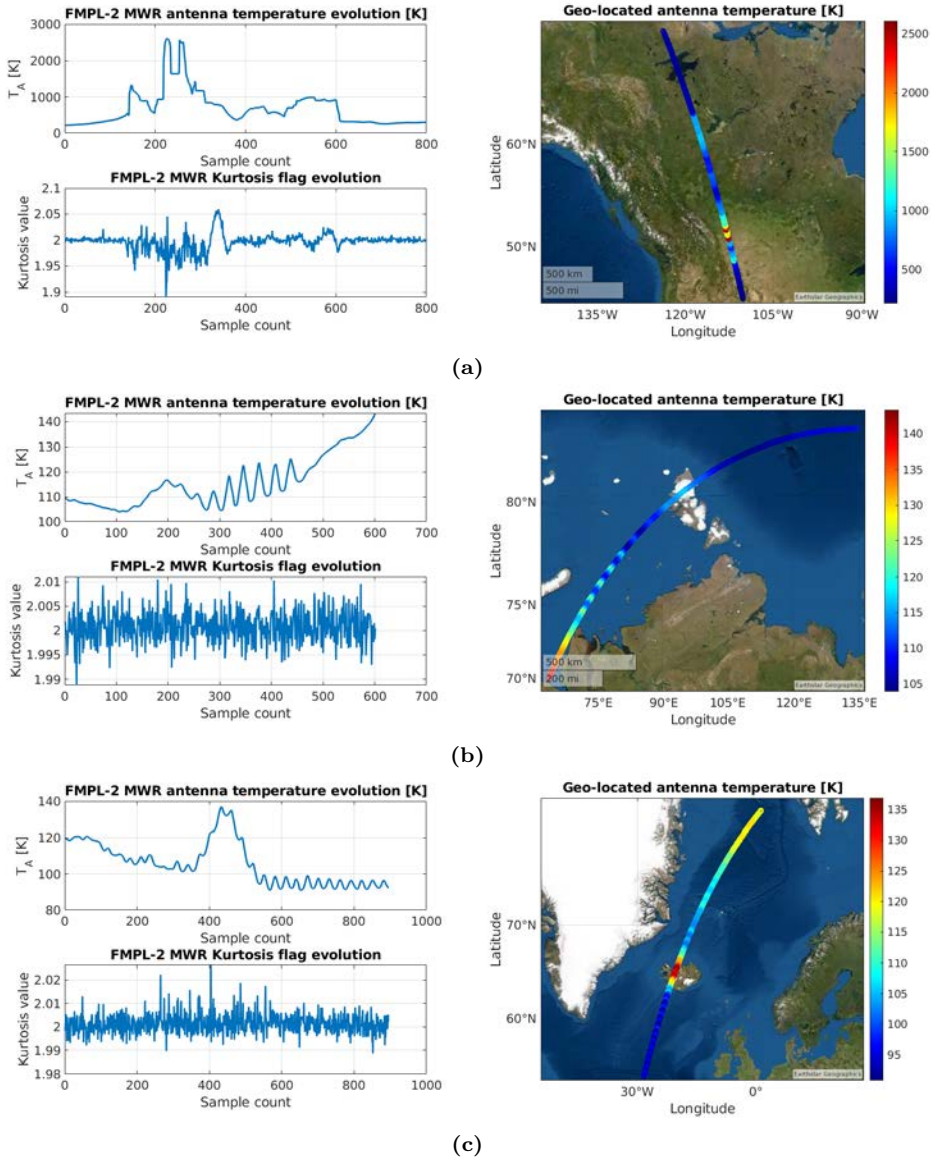 FMPL-2 MWR antenna temperature evolution [K]
3000
2000
1000
0
T_A [K]
0 200 400 600 800
Sample count
FMPL-2 MWR Kurtosis flag evolution
2.1
2.05
2
1.95
1.9
Kurtosis value
0 200 400 600 800
Sample count
Geo-located antenna temperature [K]
60°N
50°N
Latitude
500 km
500 mi
Earthstar Geographics
135°W 120°W 105°W 90°W
Longitude
2500
2000
1500
1000
500
(a)
FMPL-2 MWR antenna temperature evolution [K]
140
130
120
110
100
T_A [K]
0 100 200 300 400 500 600 700
Sample count
FMPL-2 MWR Kurtosis flag evolution
2.01
2.005
2
1.995
1.99
Kurtosis value
0 100 200 300 400 500 600 700
Sample count
Geo-located antenna temperature [K]
80°N
75°N
70°N
Latitude
500 km
200 mi
Earthstar Geographics
75°E 90°E 105°E 120°E 135°E
Longitude
140
135
130
125
120
115
110
105
(b)
FMPL-2 MWR antenna temperature evolution [K]
140
120
100
80
T_A [K]
0 200 400 600 800 1000
Sample count
FMPL-2 MWR Kurtosis flag evolution
2.02
2.01
2
1.99
1.98
Kurtosis value
0 200 400 600 800 1000
Sample count
Geo-located antenna temperature [K]
70°N
60°N
Latitude
Earthstar Geographics
30°W 0°
Longitude
135
130
125
120
115
110
105
100
95
(c)